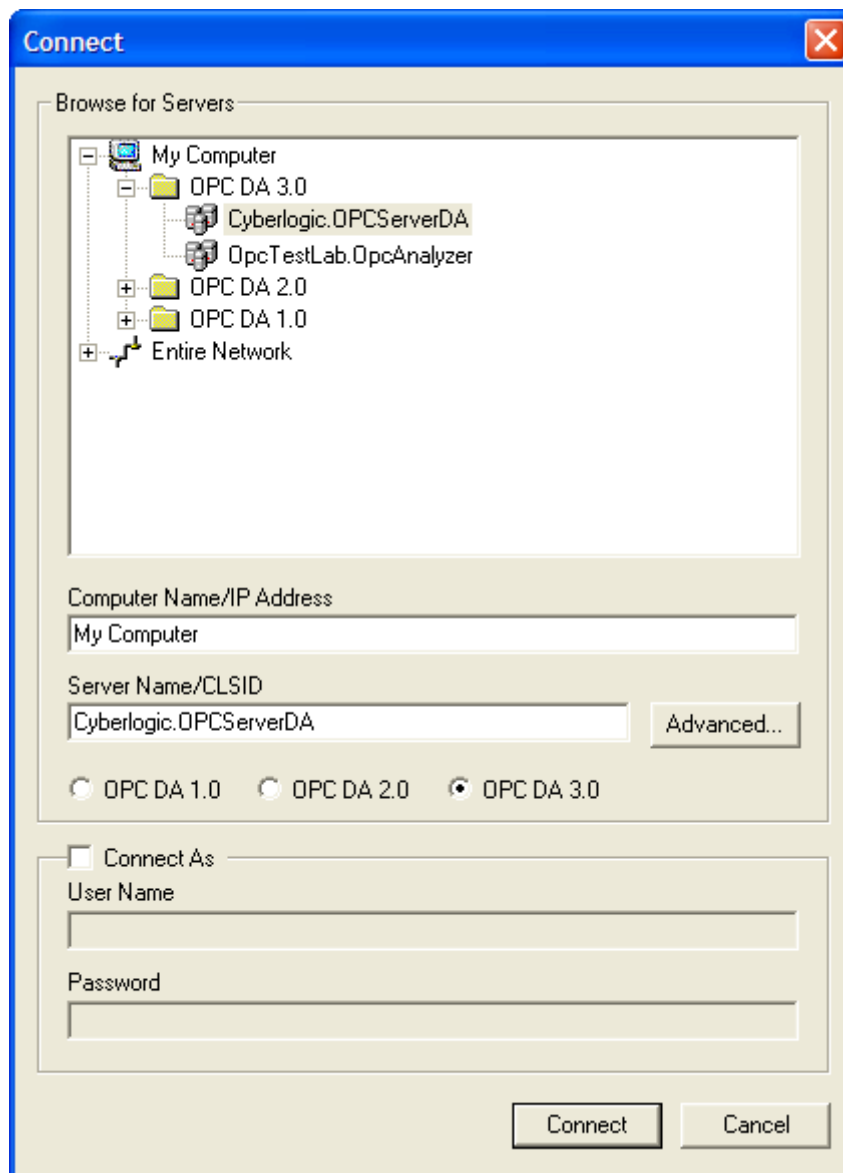 Connect
Browse for Servers
My Computer
OPC DA 3.0
Cyberlogic.OPCServerDA
OpcTestLab.OpcAnalyzer
OPC DA 2.0
OPC DA 1.0
Entire Network
Computer Name/IP Address
My Computer
Server Name/CLSID
Cyberlogic.OPCServerDA
Advanced...
OPC DA 1.0 OPC DA 2.0 OPC DA 3.0
Connect As
User Name
Password
Connect Cancel